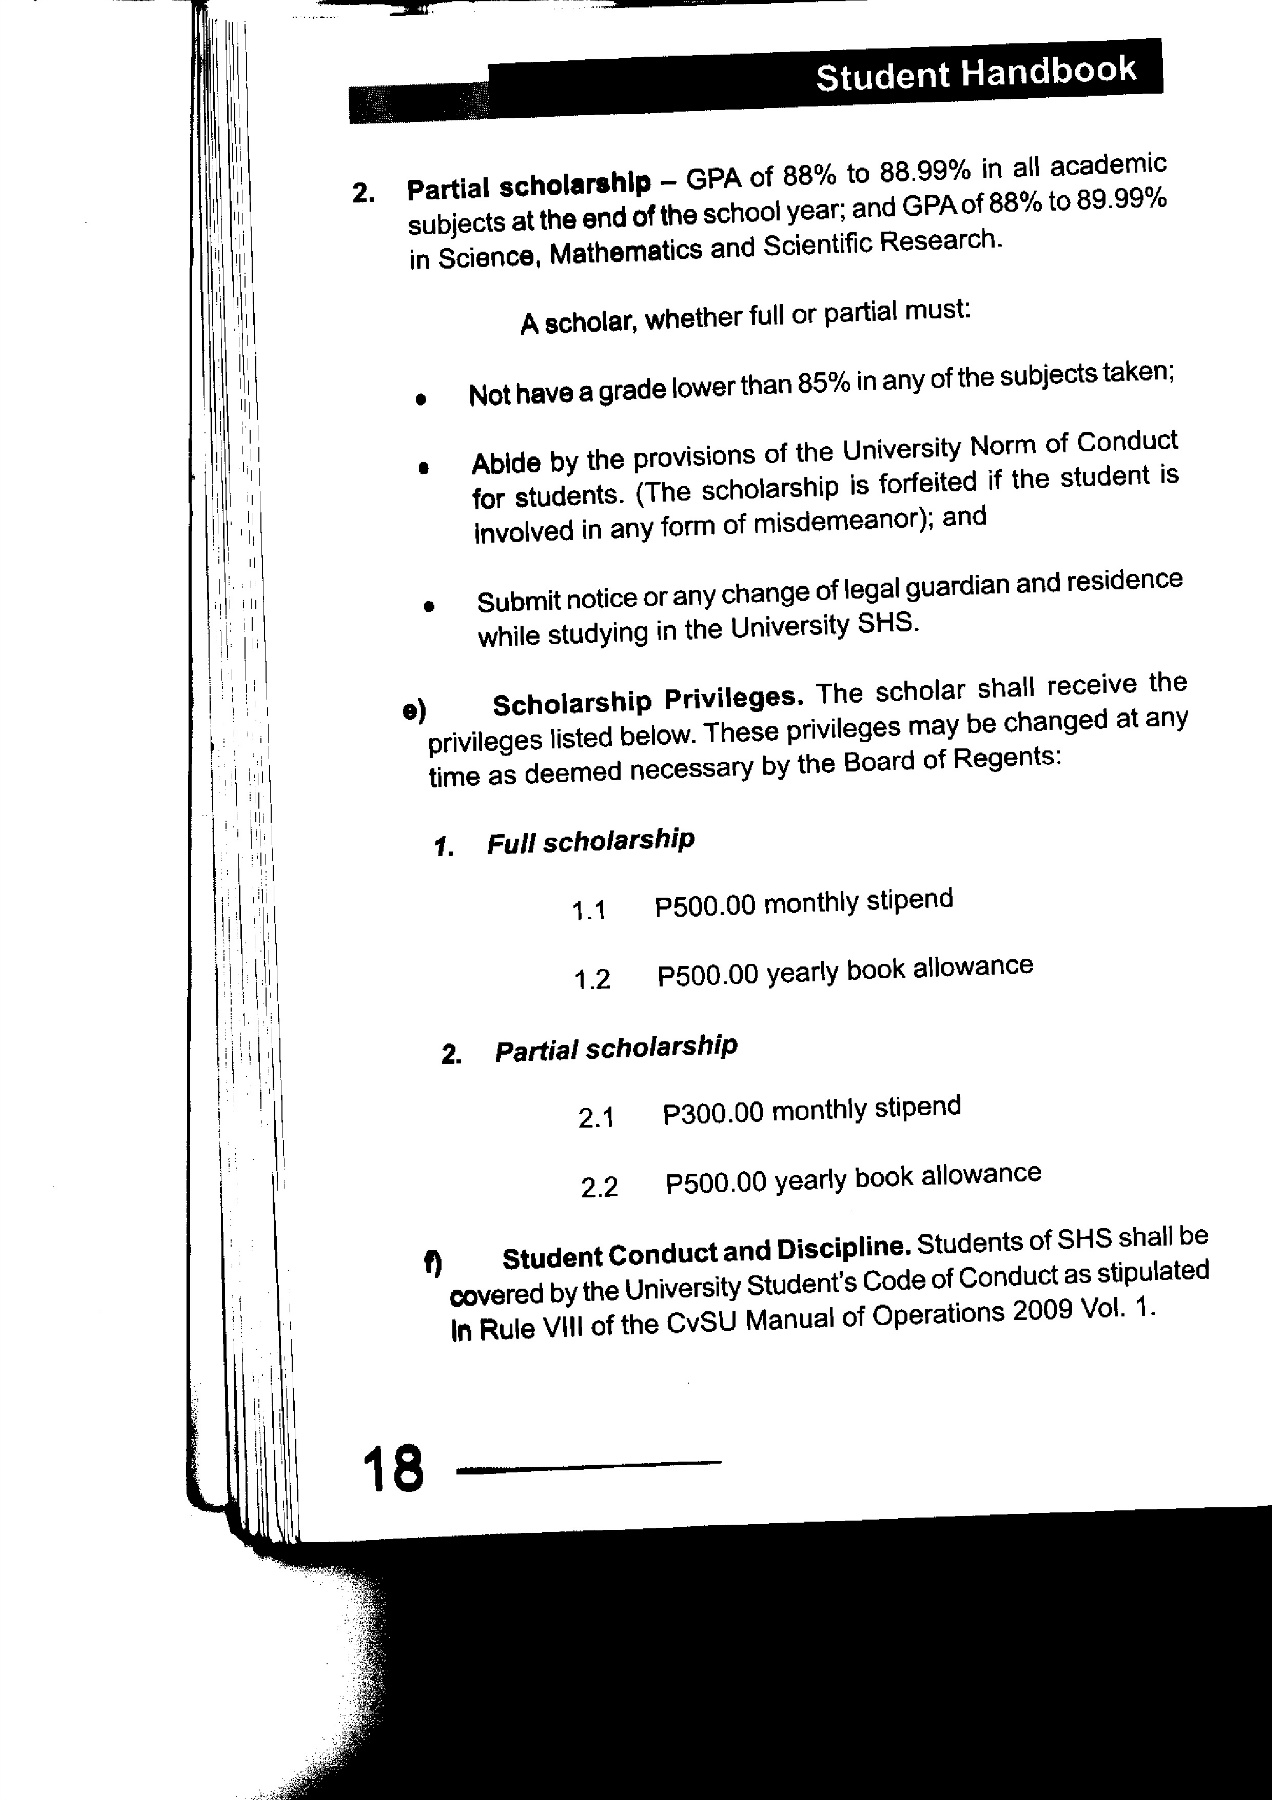 Student Handbook
2. Partial scholarship – GPA of 88% to 88.99% in all academic
subjects at the end of the school year; and GPA of 88% to 89.99%
in Science, Mathematics and Scientific Research.
A scholar, whether full or partial must:
• Not have a grade lower than 85% in any of the subjects taken;
• Abide by the provisions of the University Norm of Conduct
for students. (The scholarship is forfeited if the student is
involved in any form of misdemeanor); and
• Submit notice or any change of legal guardian and residence
while studying in the University SHS.
e) Scholarship Privileges. The scholar shall receive the
privileges listed below. These privileges may be changed at any
time as deemed necessary by the Board of Regents:
1. Full scholarship
1.1 P500.00 monthly stipend
1.2 P500.00 yearly book allowance
2. Partial scholarship
2.1 P300.00 monthly stipend
2.2 P500.00 yearly book allowance
f) Student Conduct and Discipline. Students of SHS shall be
covered by the University Student's Code of Conduct as stipulated
in Rule VIII of the CvSU Manual of Operations 2009 Vol. 1.
18